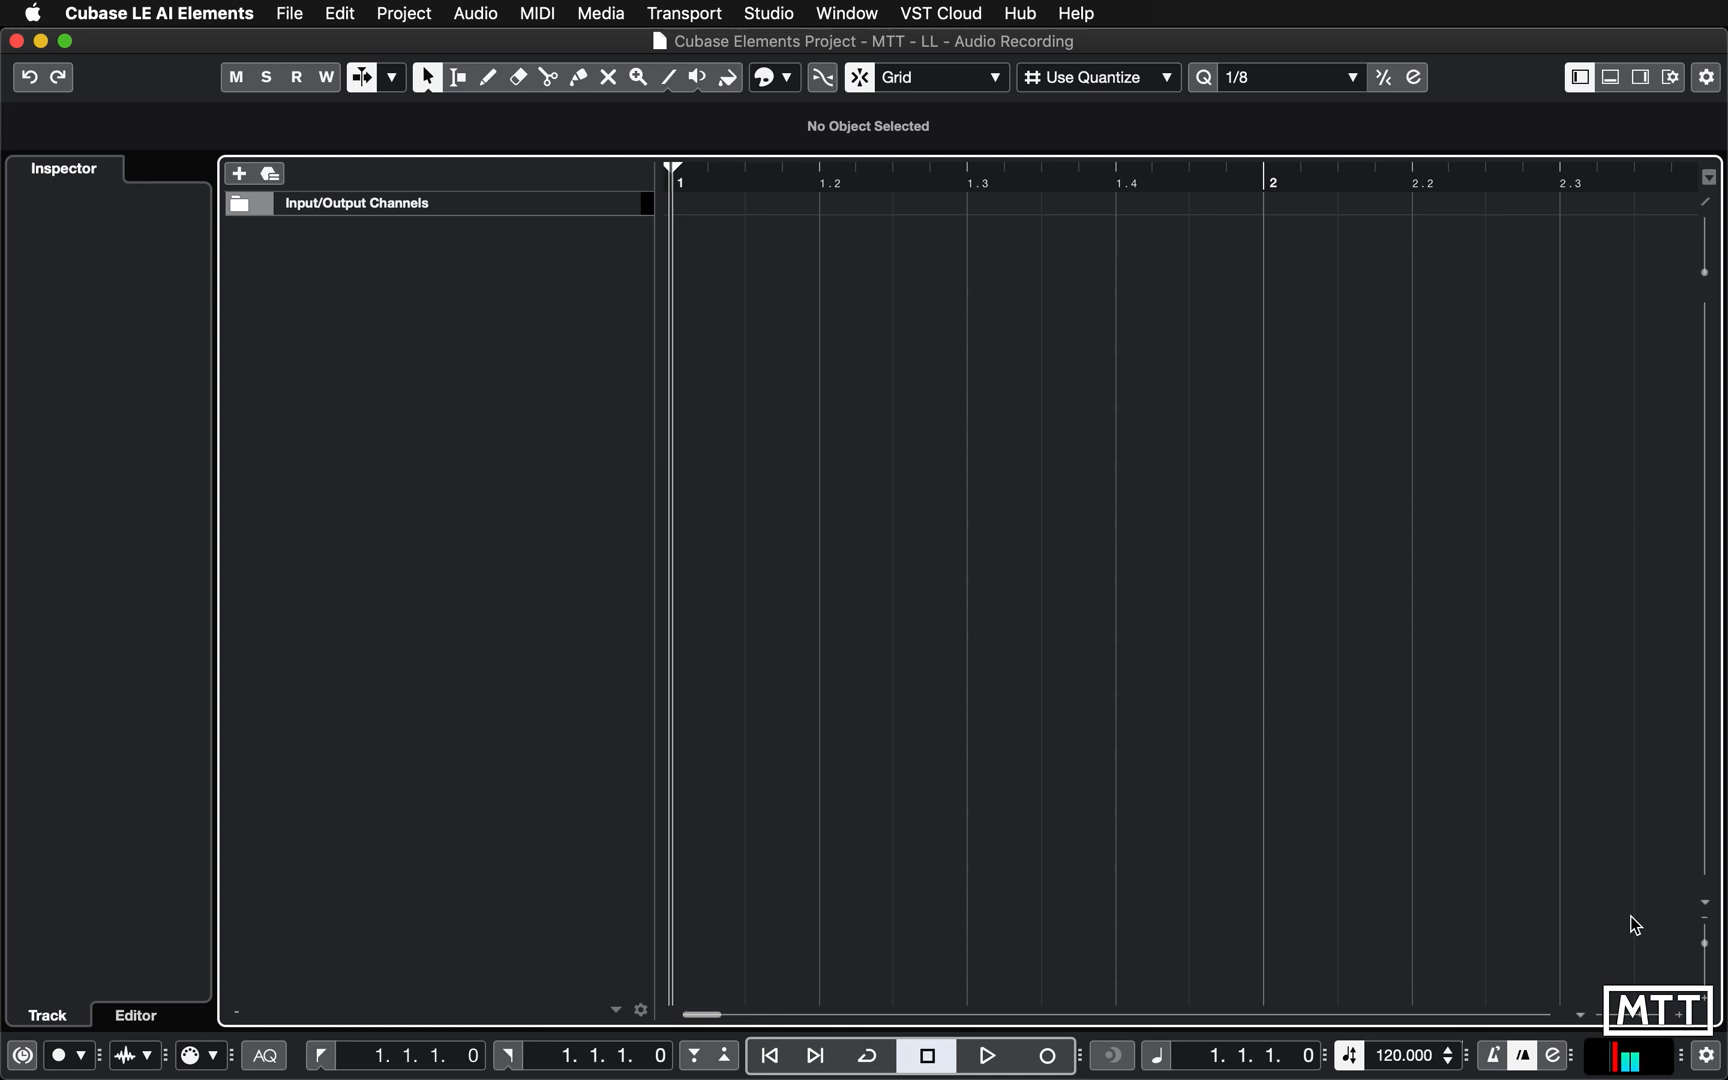 Cubase LE AI Elements File Edit Project Audio MIDI Media Transport Studio Window VST Cloud Hub Help
Cubase Elements Project - MTT - LL - Audio Recording
M S R W Grid Use Quantize Q 1/8 e
No Object Selected
Inspector
1 1.2 1.3 1.4 2 2.2 2.3
Input/Output Channels
Track Editor
MTT
AQ 1. 1. 1. 0 1. 1. 1. 0 1. 1. 1. 0 120.000 e